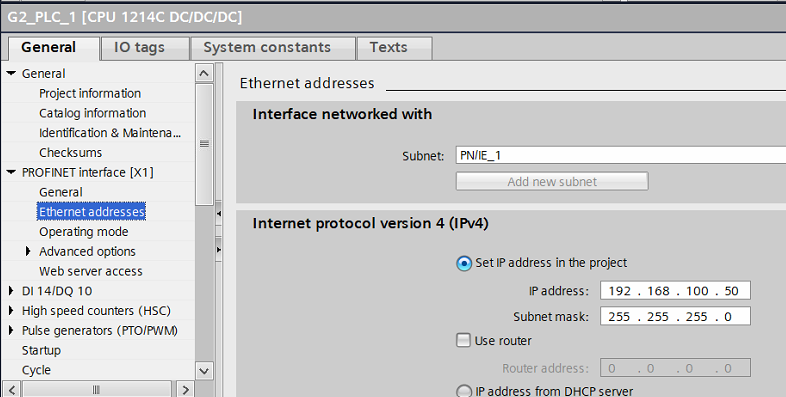 G2_PLC_1 [CPU 1214C DC/DC/DC]
General
IO tags
System constants
Texts
General
Project information
Catalog information
Identification & Maintena...
Checksums
PROFINET interface [X1]
General
Ethernet addresses
Operating mode
Advanced options
Web server access
DI 14/DQ 10
High speed counters (HSC)
Pulse generators (PTO/PWM)
Startup
Cycle
Ethernet addresses
Interface networked with
Subnet: PN/IE_1
Add new subnet
Internet protocol version 4 (IPv4)
Set IP address in the project
IP address: 192 . 168 . 100 . 50
Subnet mask: 255 . 255 . 255 . 0
Use router
Router address: 0 . 0 . 0 . 0
IP address from DHCP server